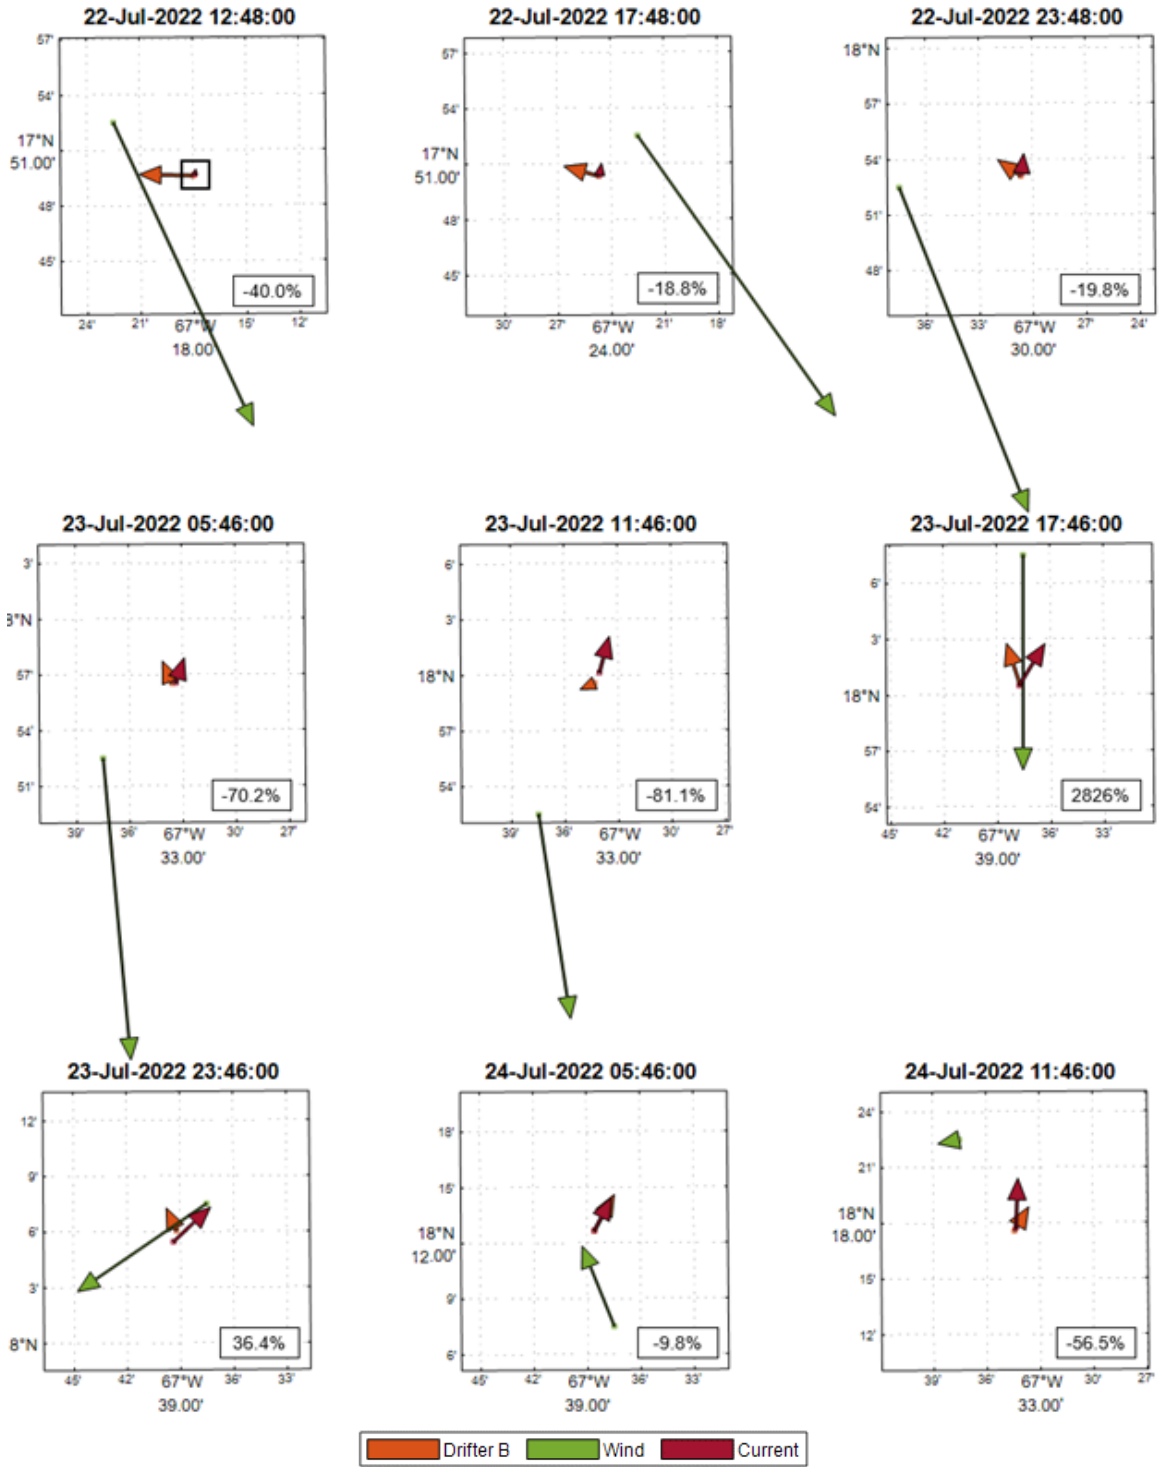 22-Jul-2022 12:48:00
57'
54'
17°N
51.00'
48'
45'
-40.0%
24' 21' 67°W 15' 12'
18.00'
22-Jul-2022 17:48:00
57'
54'
17°N
51.00'
48'
45'
-18.8%
30' 27' 67°W 21' 18'
24.00'
22-Jul-2022 23:48:00
18°N
57'
54'
51'
48'
-19.8%
36' 33' 67°W 27' 24'
30.00'
23-Jul-2022 05:46:00
3'
8°N
57'
54'
51'
-70.2%
39' 36' 67°W 30' 27'
33.00'
23-Jul-2022 11:46:00
6'
3'
18°N
57'
54'
-81.1%
39' 36' 67°W 30' 27'
33.00'
23-Jul-2022 17:46:00
6'
3'
18°N
57'
54'
2826%
45' 42' 67°W 36' 33'
39.00'
23-Jul-2022 23:46:00
12'
9'
6'
3'
8°N
36.4%
45' 42' 67°W 36' 33'
39.00'
24-Jul-2022 05:46:00
18'
15'
18°N
12.00'
9'
6'
-9.8%
45' 42' 67°W 36' 33'
39.00'
24-Jul-2022 11:46:00
24'
21'
18°N
18.00'
15'
12'
-56.5%
39' 36' 67°W 30' 27'
33.00'
Drifter B Wind Current